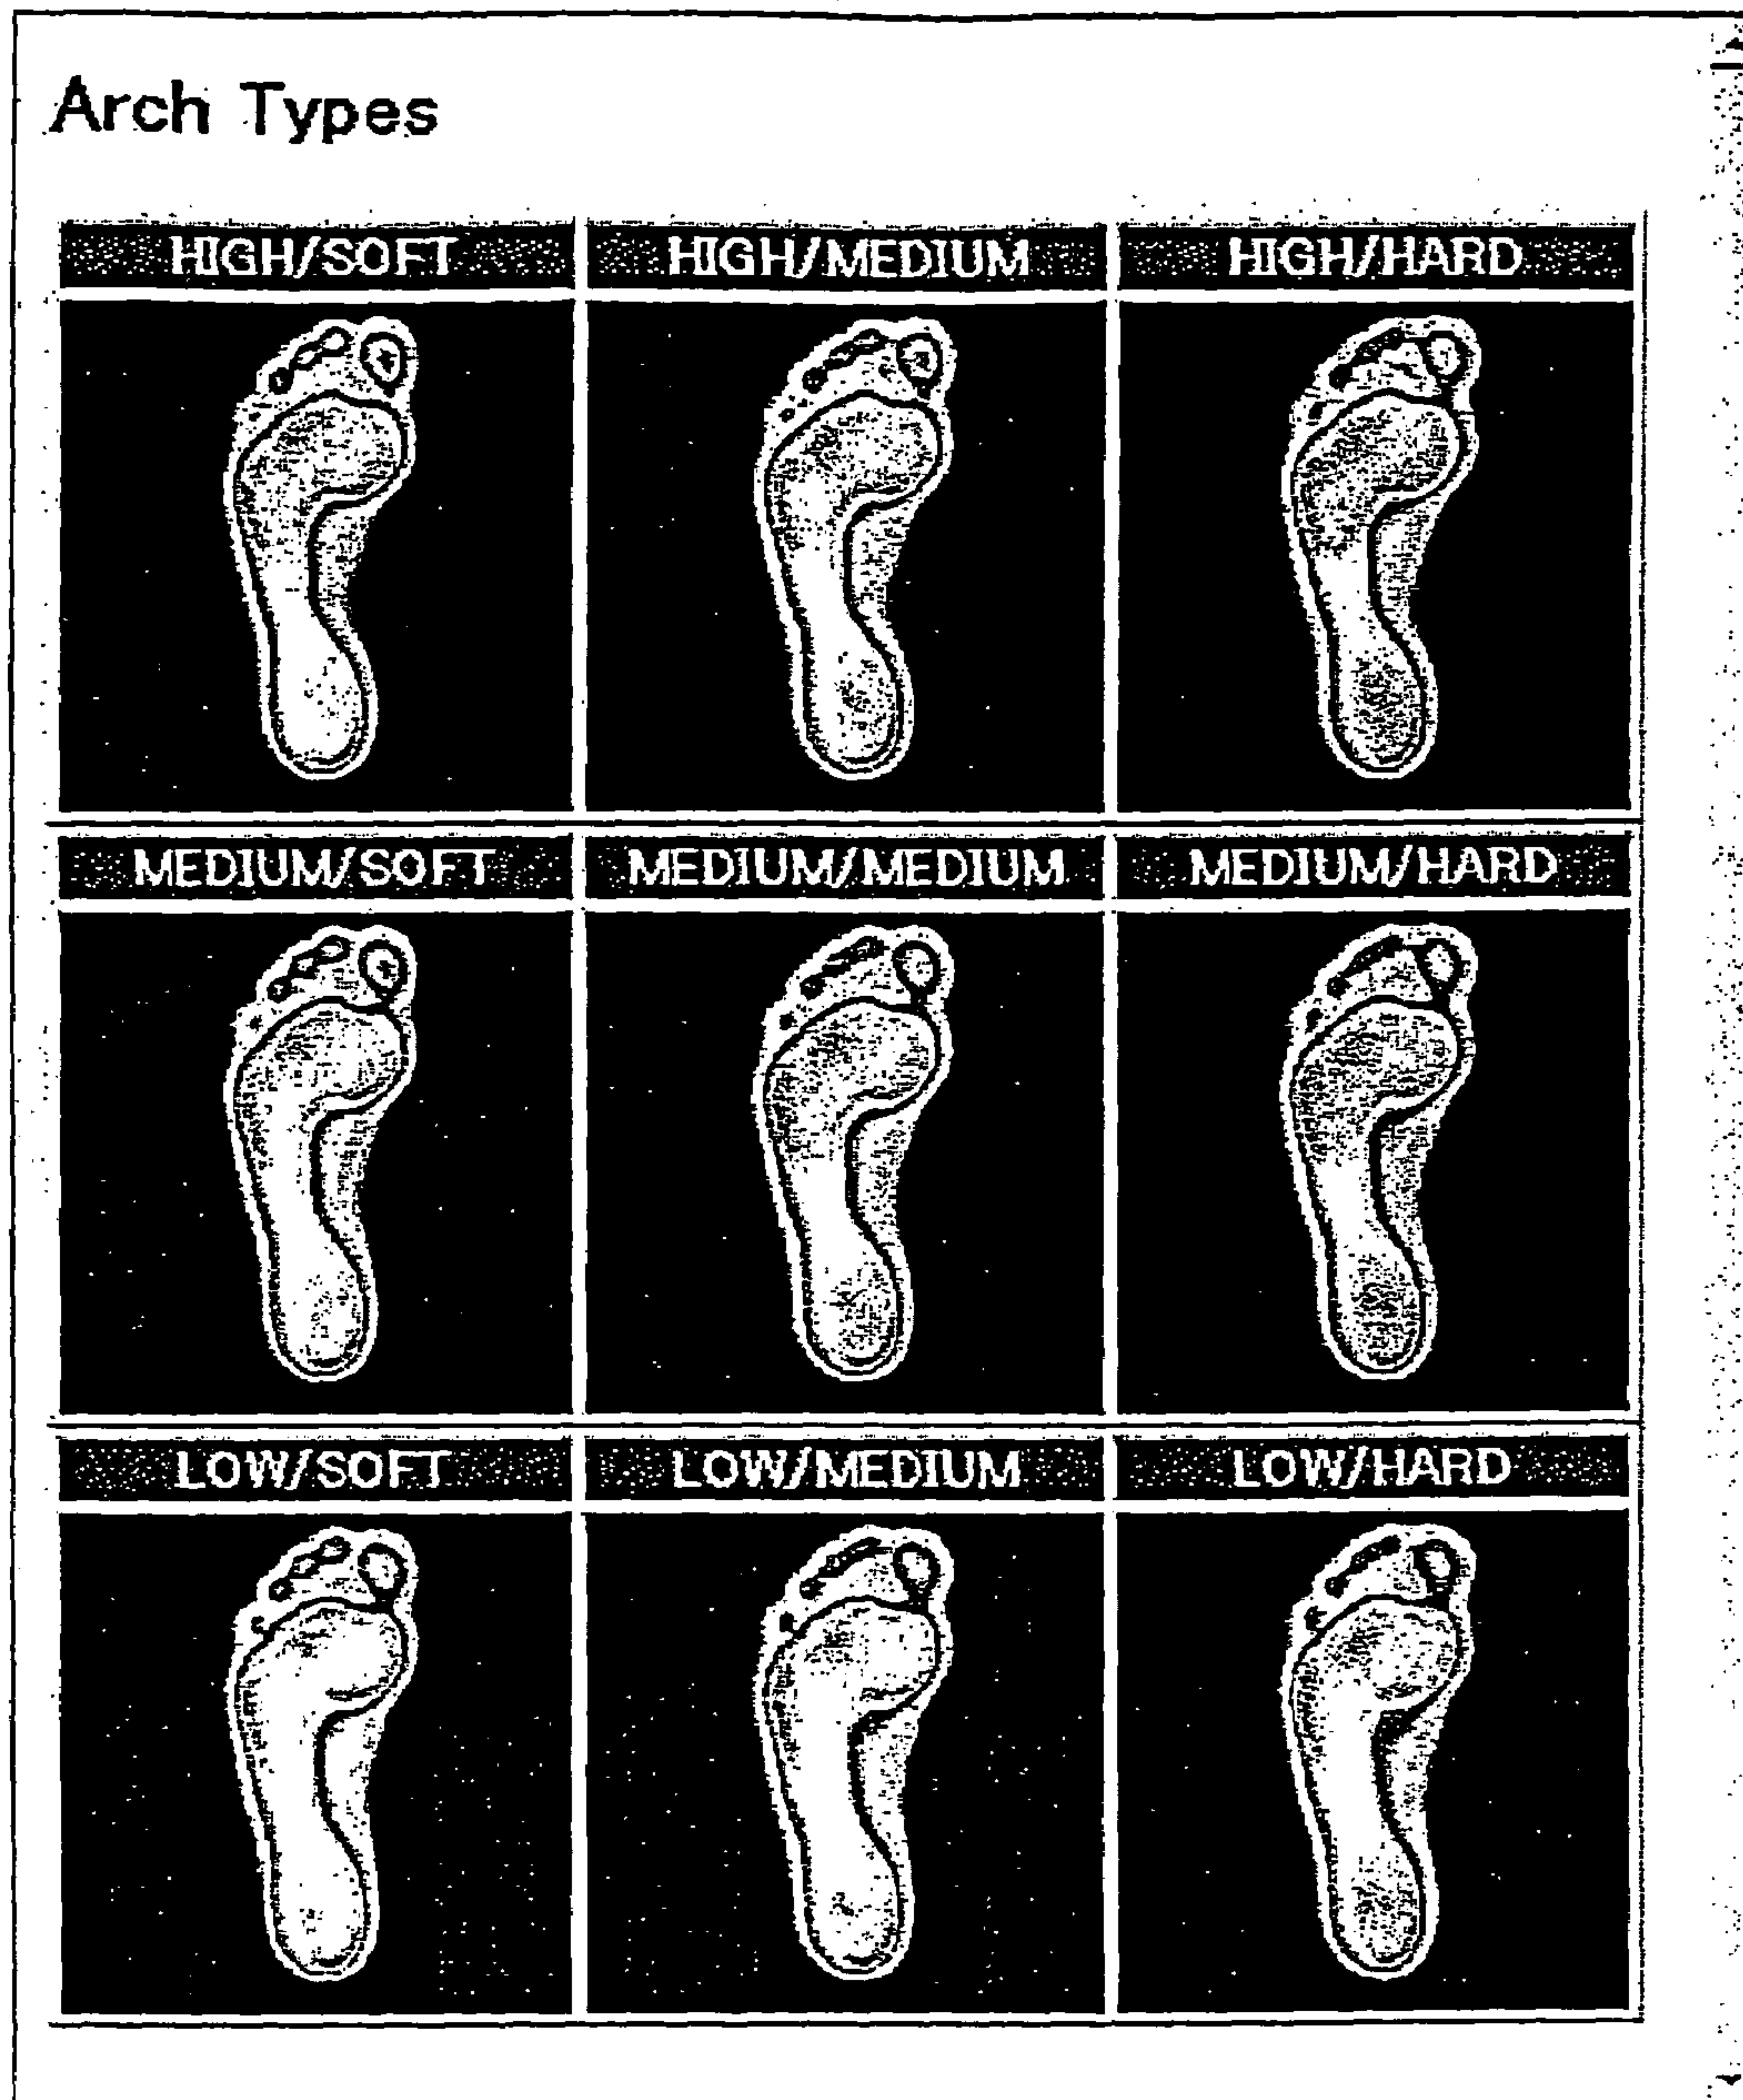 Arch Types
HIGH/SOFT HIGH/MEDIUM HIGH/HARD
MEDIUM/SOFT MEDIUM/MEDIUM MEDIUM/HARD
LOW/SOFT LOW/MEDIUM LOW/HARD